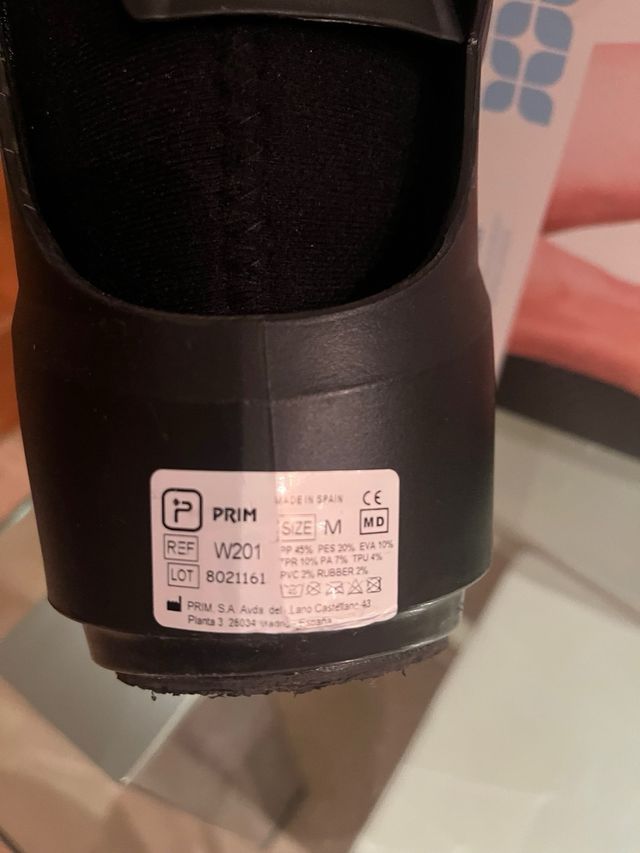 PRIM
MADE IN SPAIN
CE
SIZE M
MD
REF W201
LOT 8021161
PP 45% PES 20% EVA 10%
TPR 10% PA 7% TPU 4%
PVC 2% RUBBER 2%
PRIM, S.A. Avda. del Llano Castellano 43
Planta 3 28034 Madrid España